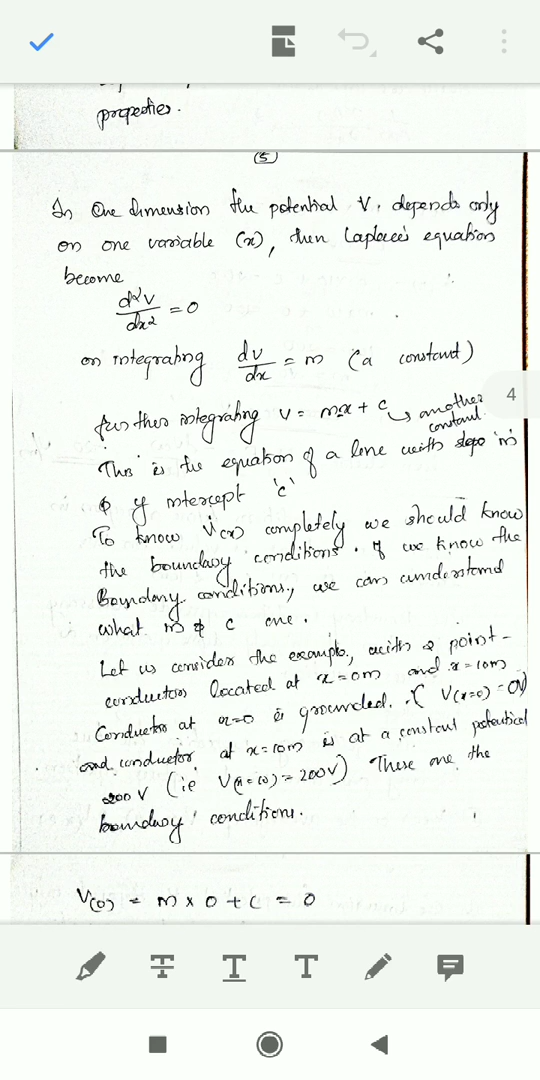 properties.
(5)
In One dimension the potential V, depends only
on one variable (x), then Laplace's equation
become
d²V/dx² = 0
on integrating dv/dx = m (a constant)
4
further integrating V = mx + c → another
constant
This is the equation of a line with slope 'm'
& y intercept 'c'
To know V(x) completely we should know
the boundary conditions. If we know the
Boundary conditions, we can understand
what m & c are.
Let us consider the example, with 2 point-
conductors located at x = 0m and x = 10m
Conductor at x=0 is grounded. ( V(x=0) = 0V
and conductor at x = 10m is at a constant potential
200 V (ie V(x=10) = 200V) These are the
boundary conditions.
V(0) = m x 0 + C = 0
T T T